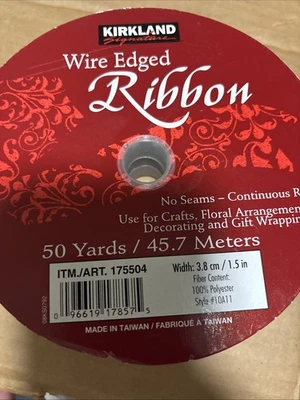 KIRKLAND
Signature
Wire Edged
Ribbon
No Seams – Continuous R
Use for Crafts, Floral Arrangemen
Decorating and Gift Wrappin
50 Yards / 45.7 Meters
ITM./ART. 175504
Width: 3.8 cm / 1.5 in
Fiber Content:
100% Polyester
Style #10A11
0 96619 17857 5
MADE IN TAIWAN / FABRIQUÉ À TAIWAN